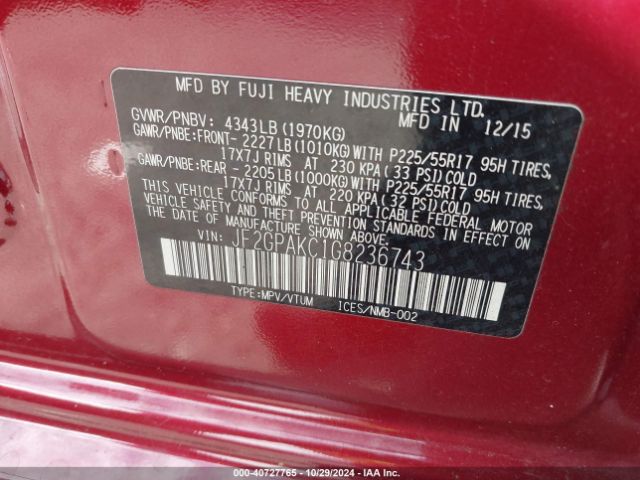 MFD BY FUJI HEAVY INDUSTRIES LTD.
GVWR/PNBV: 4343LB(1970KG) MFD IN 12/15
GAWR/PNBE:FRONT- 2227LB(1010KG)WITH P225/55R17 95H TIRES,
17X7J RIMS AT 230 KPA(33 PSI)COLD
GAWR/PNBE:REAR - 2205LB(1000KG)WITH P225/55R17 95H TIRES,
17X7J RIMS AT 220 KPA(32 PSI)COLD
THIS VEHICLE CONFORMS TO ALL APPLICABLE FEDERAL MOTOR
VEHICLE SAFETY AND THEFT PREVENTION STANDARDS IN EFFECT ON
THE DATE OF MANUFACTURE SHOWN ABOVE.
VIN: JF2GPAKC1G8236743
TYPE:MPV/VTUM ICES/NMB-002
000-40727765 - 10/29/2024 - IAA Inc.